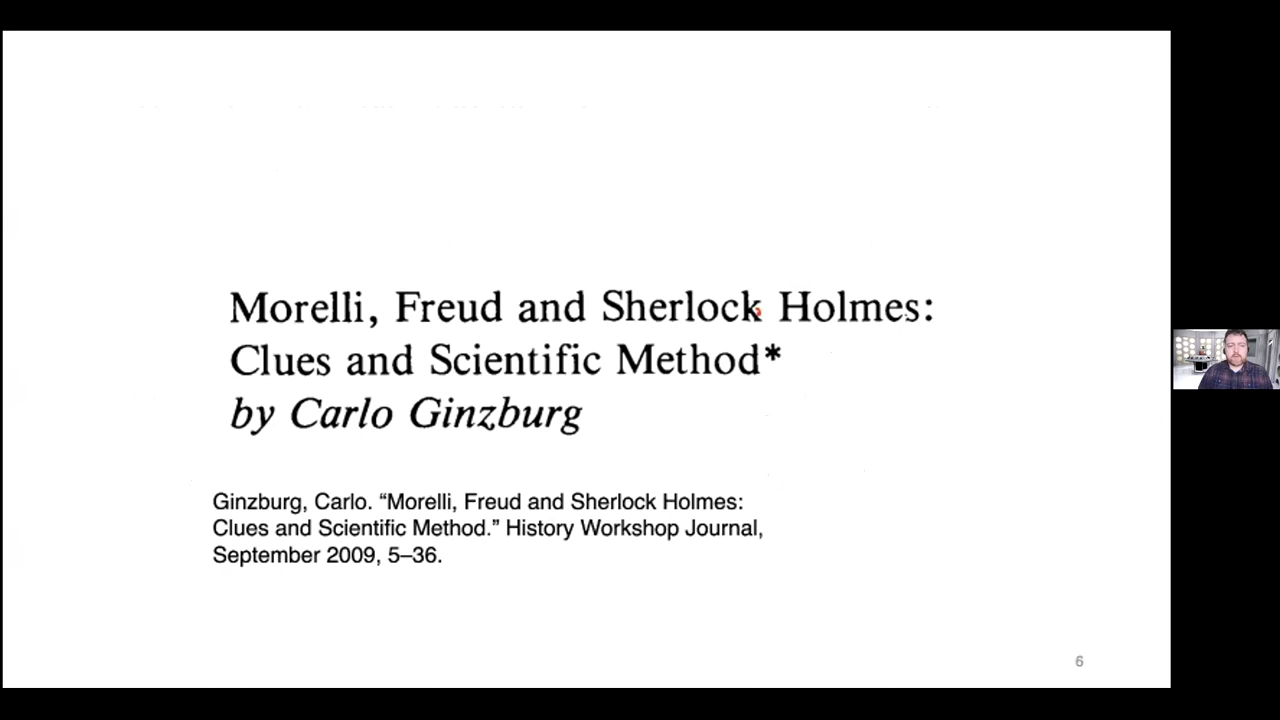 Morelli, Freud and Sherlock Holmes:
Clues and Scientific Method*
by Carlo Ginzburg
Ginzburg, Carlo. “Morelli, Freud and Sherlock Holmes:
Clues and Scientific Method.” History Workshop Journal,
September 2009, 5–36.
6